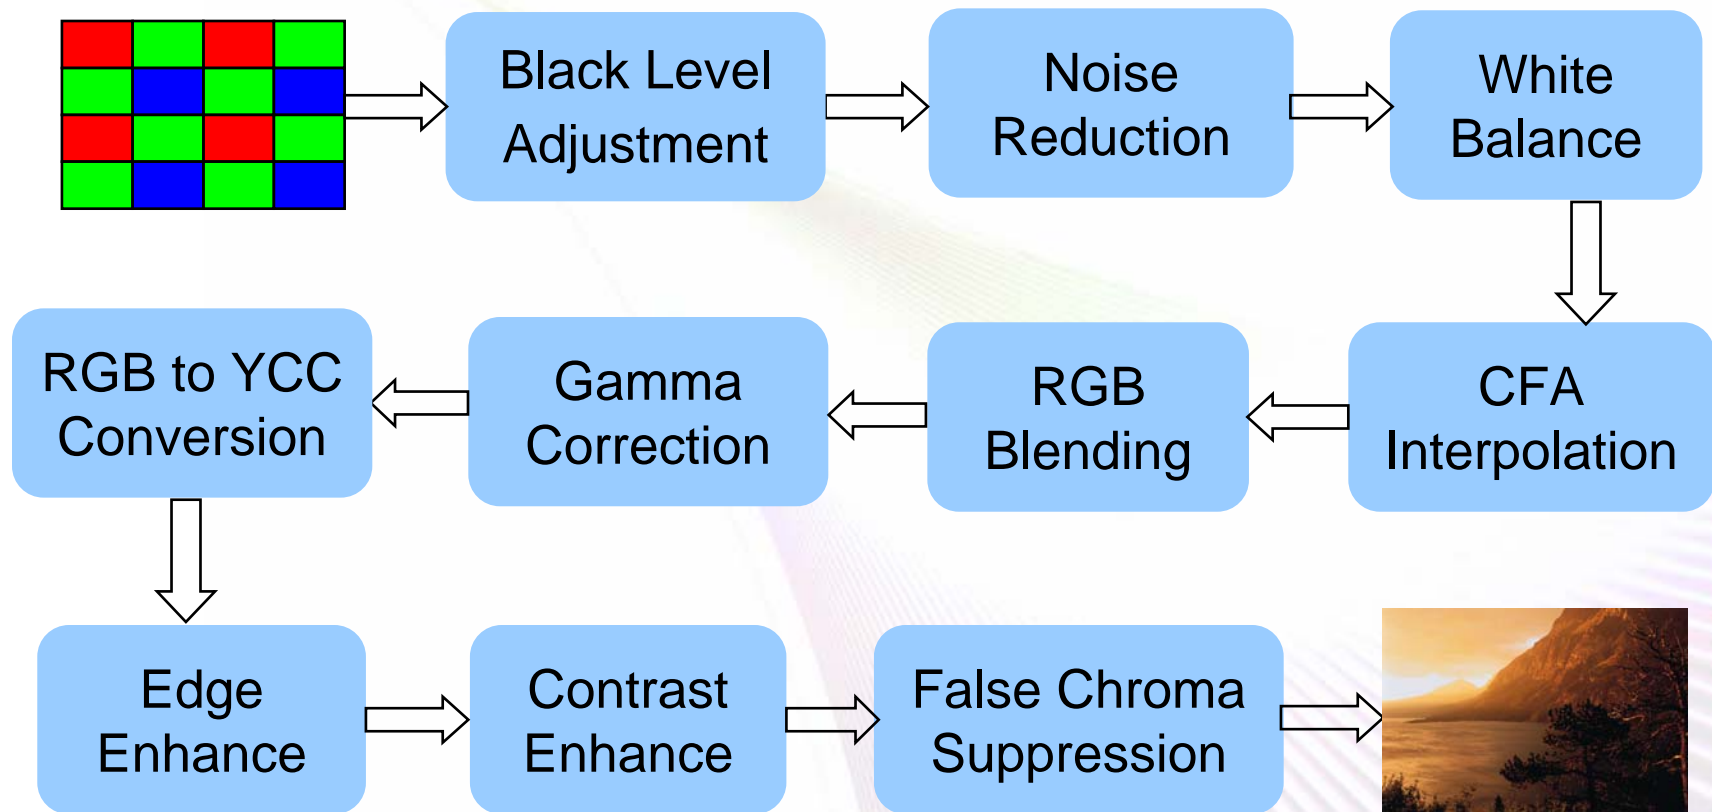 Black Level
Adjustment
Noise
Reduction
White
Balance
CFA
Interpolation
RGB
Blending
Gamma
Correction
RGB to YCC
Conversion
Edge
Enhance
Contrast
Enhance
False Chroma
Suppression